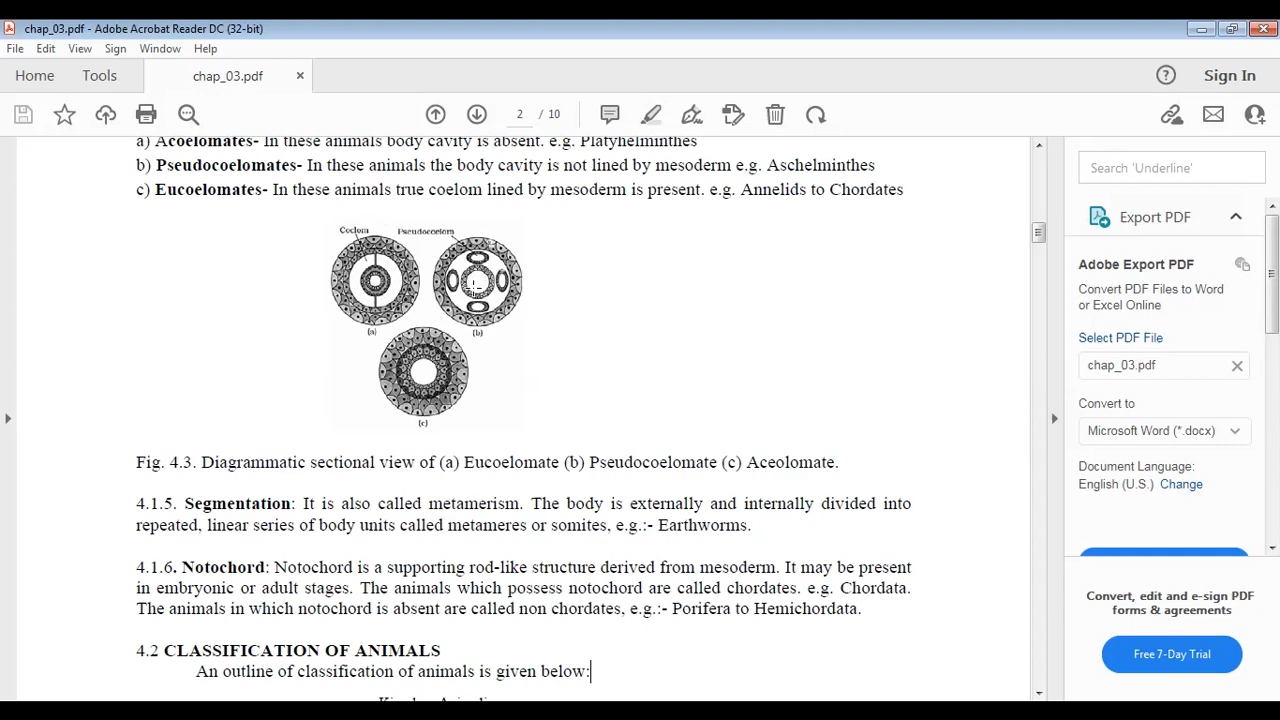 chap_03.pdf - Adobe Acrobat Reader DC (32-bit)
File Edit View Sign Window Help
Home Tools chap_03.pdf × Sign In
2 / 10
a) Acoelomates- In these animals body cavity is absent. e.g. Platyhelminthes
b) Pseudocoelomates- In these animals the body cavity is not lined by mesoderm e.g. Aschelminthes
c) Eucoelomates- In these animals true coelom lined by mesoderm is present. e.g. Annelids to Chordates
Coelom Pseudocoelom
(a) (b)
(c)
Fig. 4.3. Diagrammatic sectional view of (a) Eucoelomate (b) Pseudocoelomate (c) Aceolomate.
4.1.5. Segmentation: It is also called metamerism. The body is externally and internally divided into
repeated, linear series of body units called metameres or somites, e.g.:- Earthworms.
4.1.6. Notochord: Notochord is a supporting rod-like structure derived from mesoderm. It may be present
in embryonic or adult stages. The animals which possess notochord are called chordates. e.g. Chordata.
The animals in which notochord is absent are called non chordates, e.g.:- Porifera to Hemichordata.
4.2 CLASSIFICATION OF ANIMALS
An outline of classification of animals is given below:
Search 'Underline'
Export PDF
Adobe Export PDF
Convert PDF Files to Word
or Excel Online
Select PDF File
chap_03.pdf
Convert to
Microsoft Word (*.docx)
Document Language:
English (U.S.) Change
Convert, edit and e-sign PDF
forms & agreements
Free 7-Day Trial